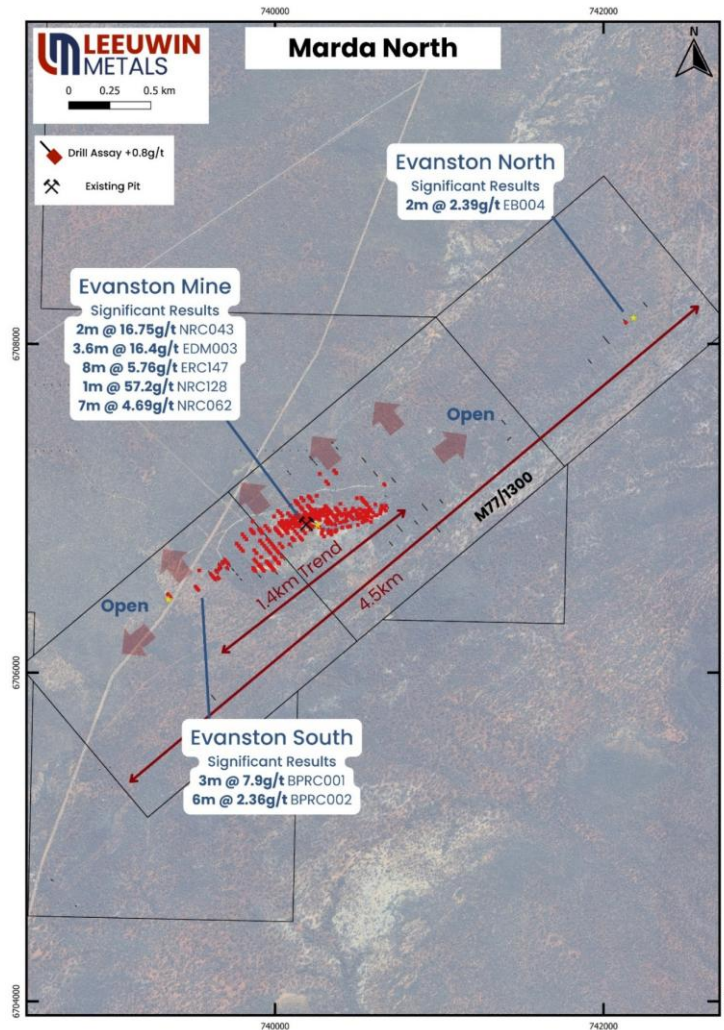 740000
742000
LEEUWIN
METALS
0 0.25 0.5 km
Drill Assay +0.8g/t
Existing Pit
Marda North
N
Evanston North
Significant Results
2m @ 2.39g/t EB004
Evanston Mine
Significant Results
2m @ 16.75g/t NRC043
3.6m @ 16.4g/t EDM003
8m @ 5.76g/t ERC147
1m @ 57.2g/t NRC128
7m @ 4.69g/t NRC062
6708000
6708000
Open
M77/1300
1.4km Trend
4.5km
Open
6706000
6706000
Evanston South
Significant Results
3m @ 7.9g/t BPRC001
6m @ 2.36g/t BPRC002
6704000
6704000
740000
742000